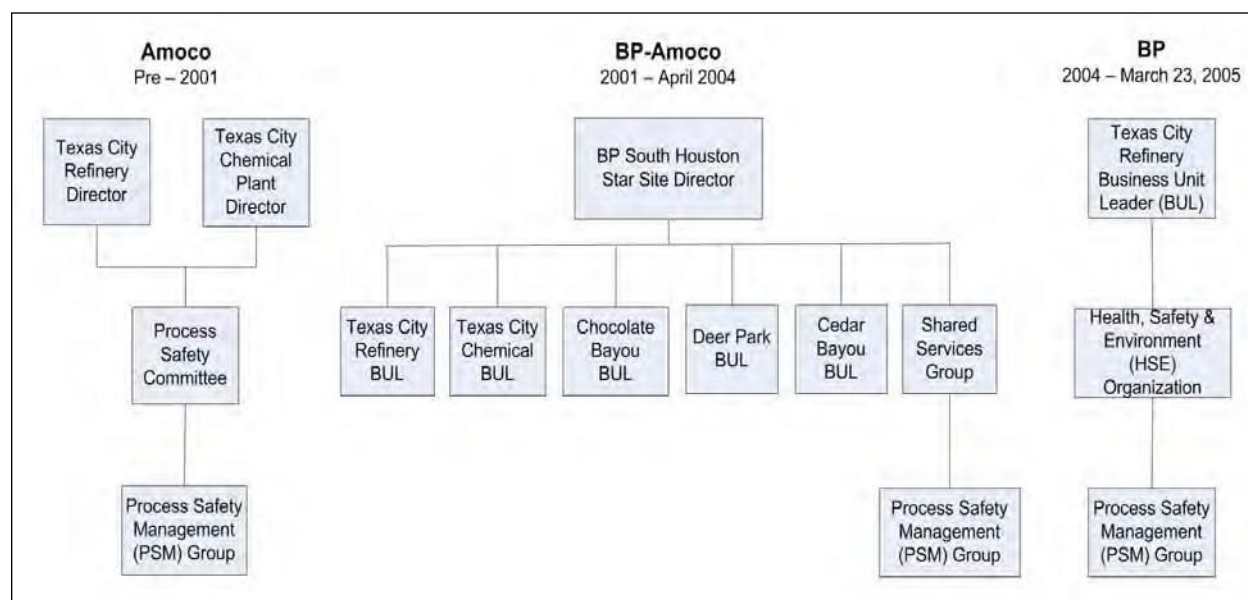 Amoco
Pre – 2001
Texas City
Refinery
Director
Texas City
Chemical
Plant
Director
Process
Safety
Committee
Process Safety
Management
(PSM) Group
BP-Amoco
2001 – April 2004
BP South Houston
Star Site Director
Texas City
Refinery
BUL
Texas City
Chemical
BUL
Chocolate
Bayou
BUL
Deer Park
BUL
Cedar
Bayou
BUL
Shared
Services
Group
Process Safety
Management
(PSM) Group
BP
2004 – March 23, 2005
Texas City
Refinery
Business Unit
Leader (BUL)
Health, Safety &
Environment
(HSE)
Organization
Process Safety
Management
(PSM) Group